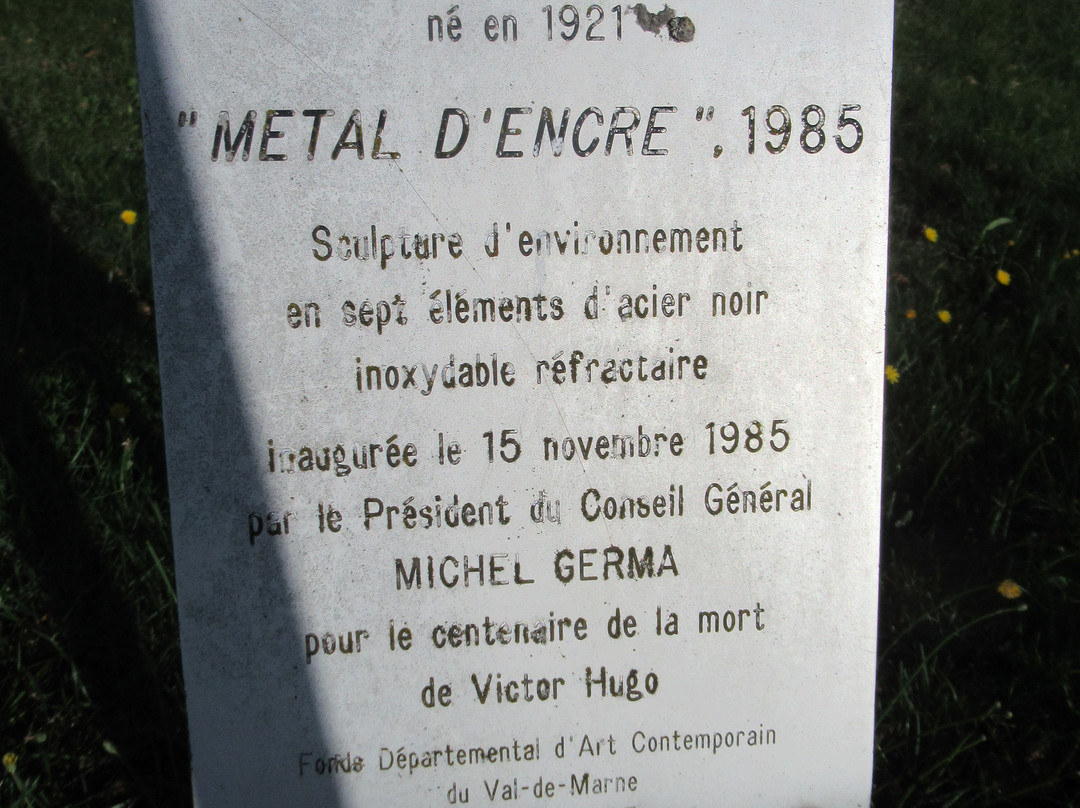 né en 1921
"METAL D'ENCRE", 1985
Sculpture d'environnement
en sept éléments d'acier noir
inoxydable réfractaire
inaugurée le 15 novembre 1985
par le Président du Conseil Général
MICHEL GERMA
pour le centenaire de la mort
de Victor Hugo
Fonds Départemental d'Art Contemporain
du Val-de-Marne